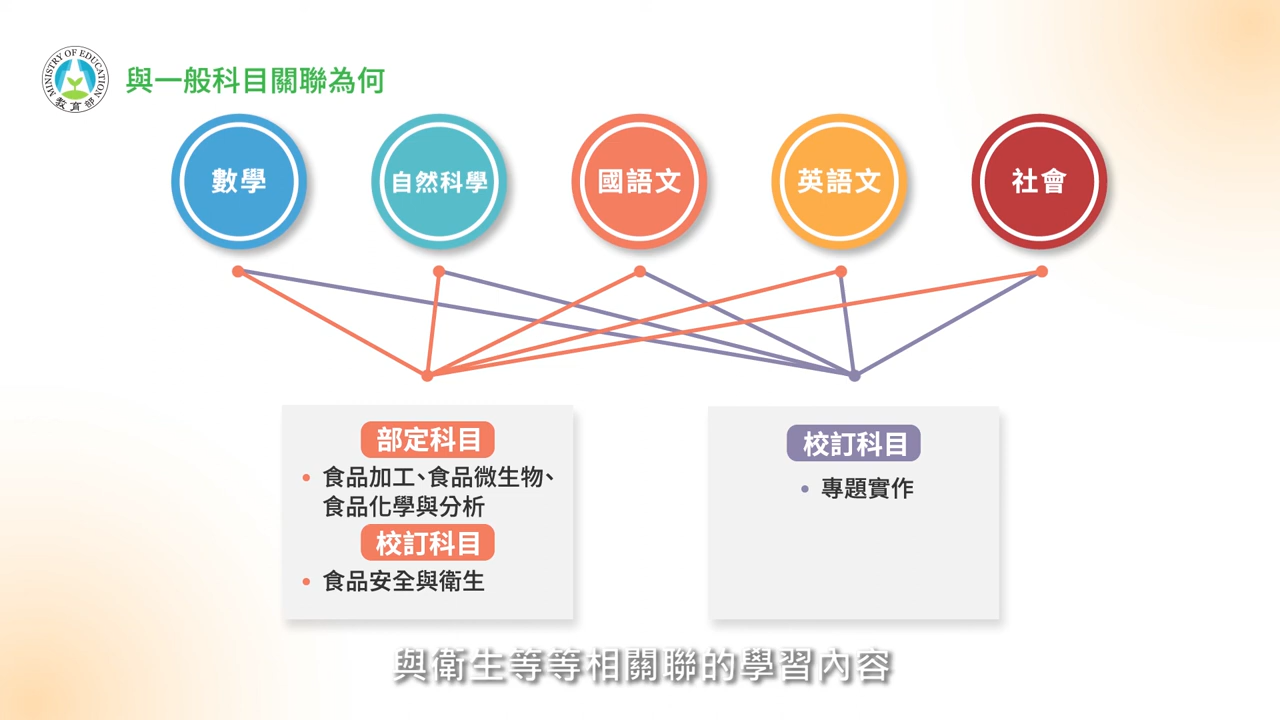 MINISTRY OF EDUCATION
教育部
與一般科目關聯為何
數學
自然科學
國語文
英語文
社會
部定科目
• 食品加工、食品微生物、
食品化學與分析
校訂科目
• 食品安全與衛生
校訂科目
• 專題實作
與衛生等等相關聯的學習內容